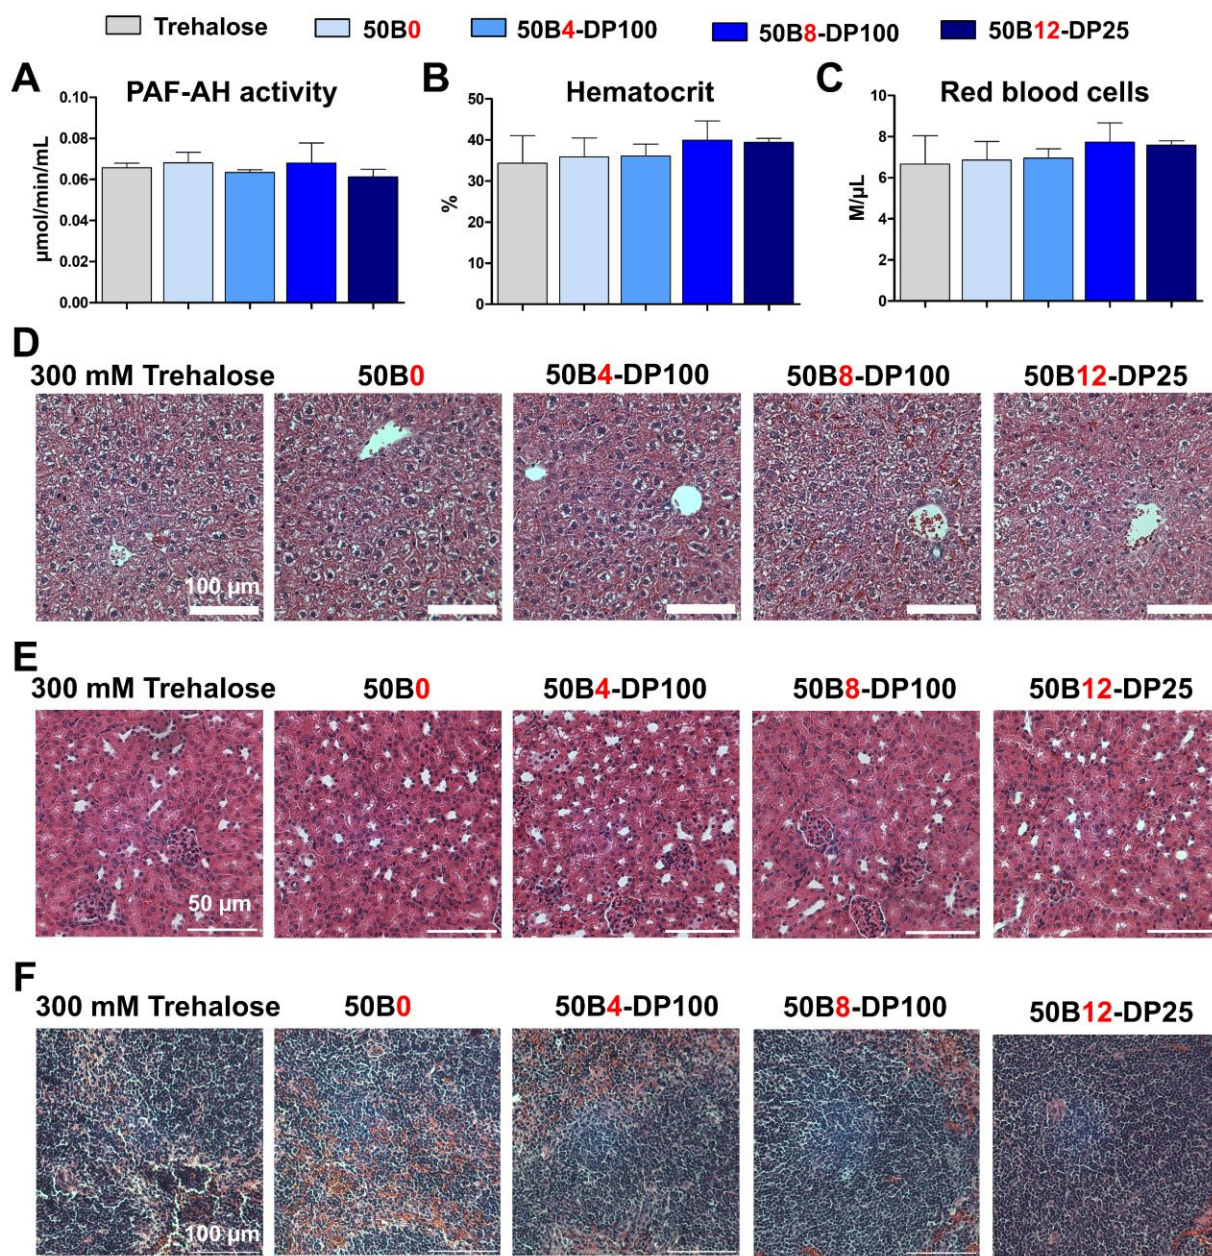 Trehalose 50B0 50B4-DP100 50B8-DP100 50B12-DP25
A PAF-AH activity
µmol/min/mL
0.10
0.08
0.06
0.04
0.02
0.00
B Hematocrit
%
50
40
30
20
10
0
C Red blood cells
M/µL
10
8
6
4
2
0
D
300 mM Trehalose 50B0 50B4-DP100 50B8-DP100 50B12-DP25
100 µm
E
300 mM Trehalose 50B0 50B4-DP100 50B8-DP100 50B12-DP25
50 µm
F
300 mM Trehalose 50B0 50B4-DP100 50B8-DP100 50B12-DP25
100 µm